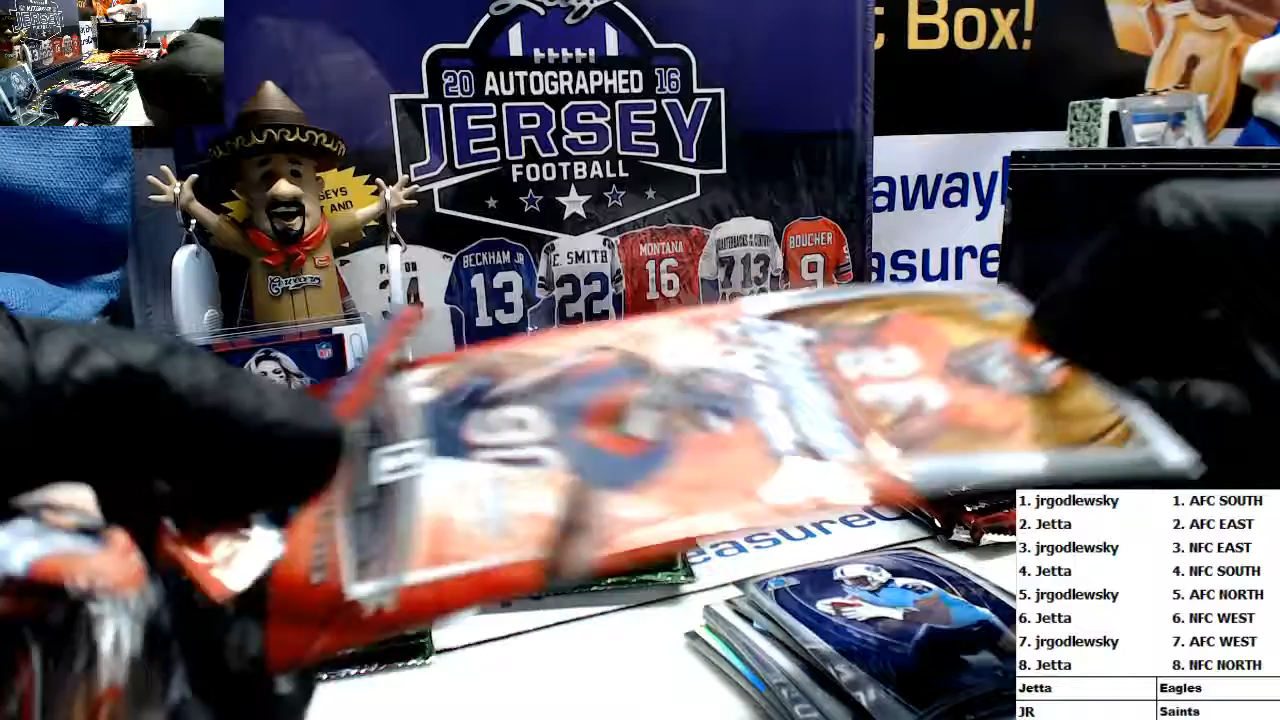 Leaf
20 AUTOGRAPHED 16
JERSEY
FOOTBALL
BECKHAM JR
13
E. SMITH
22
MONTANA
16
713
BOUCHER
9
Box!
away
asure
easure
1. jrgodlewsky 1. AFC SOUTH
2. Jetta 2. AFC EAST
3. jrgodlewsky 3. NFC EAST
4. Jetta 4. NFC SOUTH
5. jrgodlewsky 5. AFC NORTH
6. Jetta 6. NFC WEST
7. jrgodlewsky 7. AFC WEST
8. Jetta 8. NFC NORTH
Jetta Eagles
JR Saints